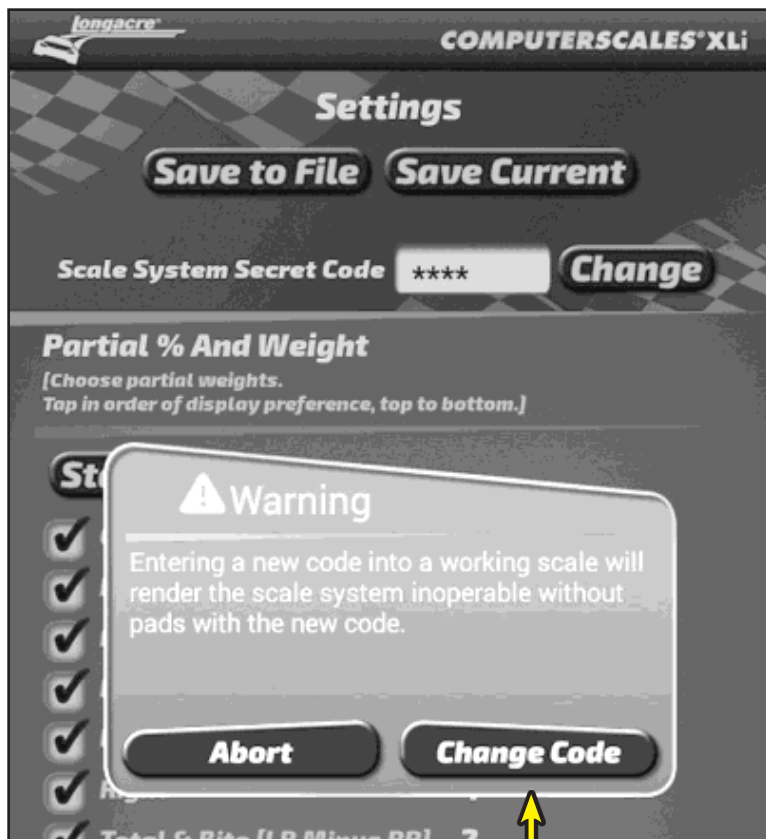 longacre®
COMPUTERSCALES® XLi
Settings
Save to File Save Current
Scale System Secret Code **** Change
Partial % And Weight
[Choose partial weights.
Tap in order of display preference, top to bottom.]
Warning
Entering a new code into a working scale will
render the scale system inoperable without
pads with the new code.
Abort Change Code